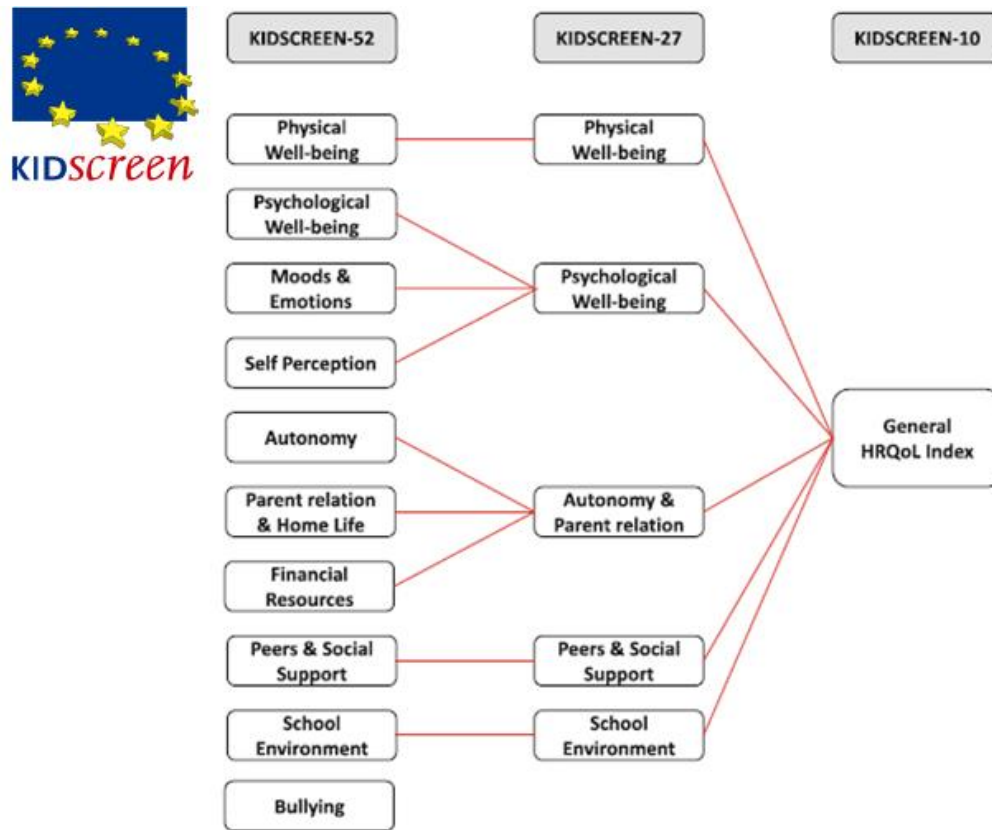 KIDSCREEN-52
KIDSCREEN-27
KIDSCREEN-10
KIDscreen
Physical
Well-being
Physical
Well-being
Psychological
Well-being
Moods &
Emotions
Psychological
Well-being
Self Perception
Autonomy
General
HRQoL Index
Parent relation
& Home Life
Autonomy &
Parent relation
Financial
Resources
Peers & Social
Support
Peers & Social
Support
School
Environment
School
Environment
Bullying